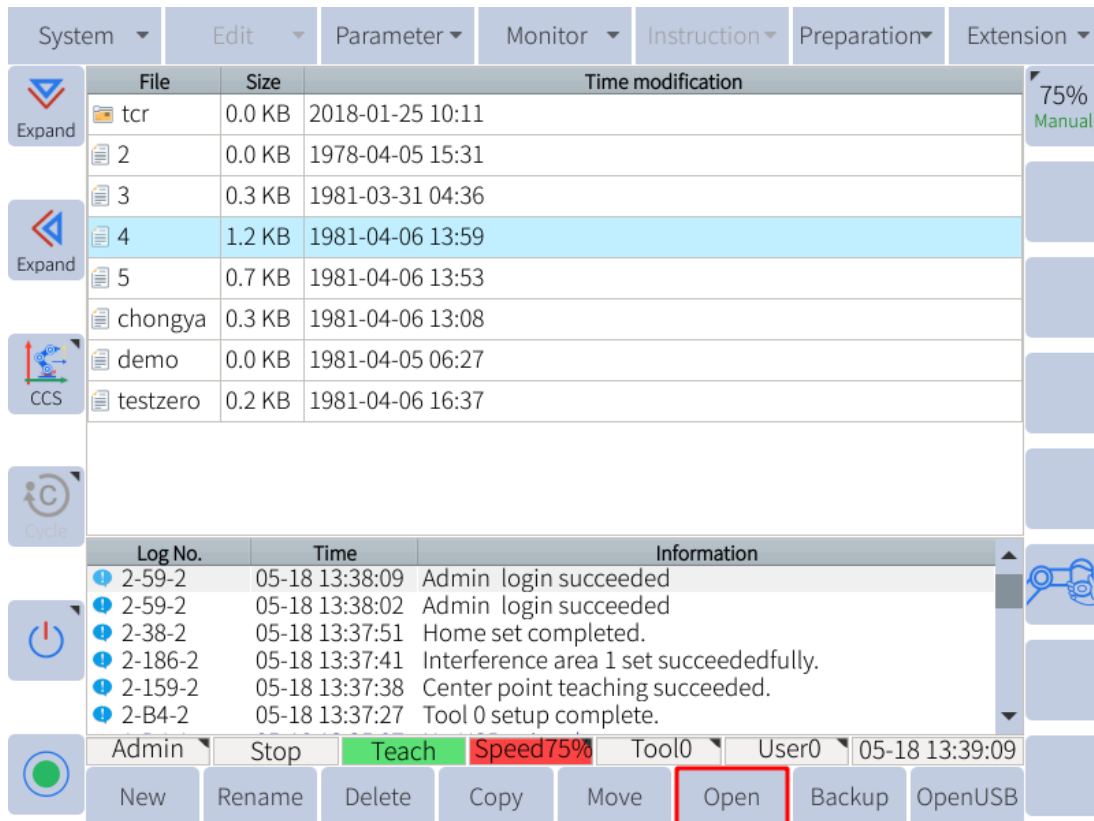 System Edit Parameter Monitor Instruction Preparation Extension
Expand
File Size Time modification
75%
Manual
tcr 0.0 KB 2018-01-25 10:11
2 0.0 KB 1978-04-05 15:31
3 0.3 KB 1981-03-31 04:36
Expand
4 1.2 KB 1981-04-06 13:59
5 0.7 KB 1981-04-06 13:53
chongya 0.3 KB 1981-04-06 13:08
CCS
demo 0.0 KB 1981-04-05 06:27
testzero 0.2 KB 1981-04-06 16:37
C
Cycle
Log No. Time Information
2-59-2 05-18 13:38:09 Admin login succeeded
2-59-2 05-18 13:38:02 Admin login succeeded
2-38-2 05-18 13:37:51 Home set completed.
2-186-2 05-18 13:37:41 Interference area 1 set succeededfully.
2-159-2 05-18 13:37:38 Center point teaching succeeded.
2-B4-2 05-18 13:37:27 Tool 0 setup complete.
Admin Stop Teach Speed75% Tool0 User0 05-18 13:39:09
New Rename Delete Copy Move Open Backup OpenUSB